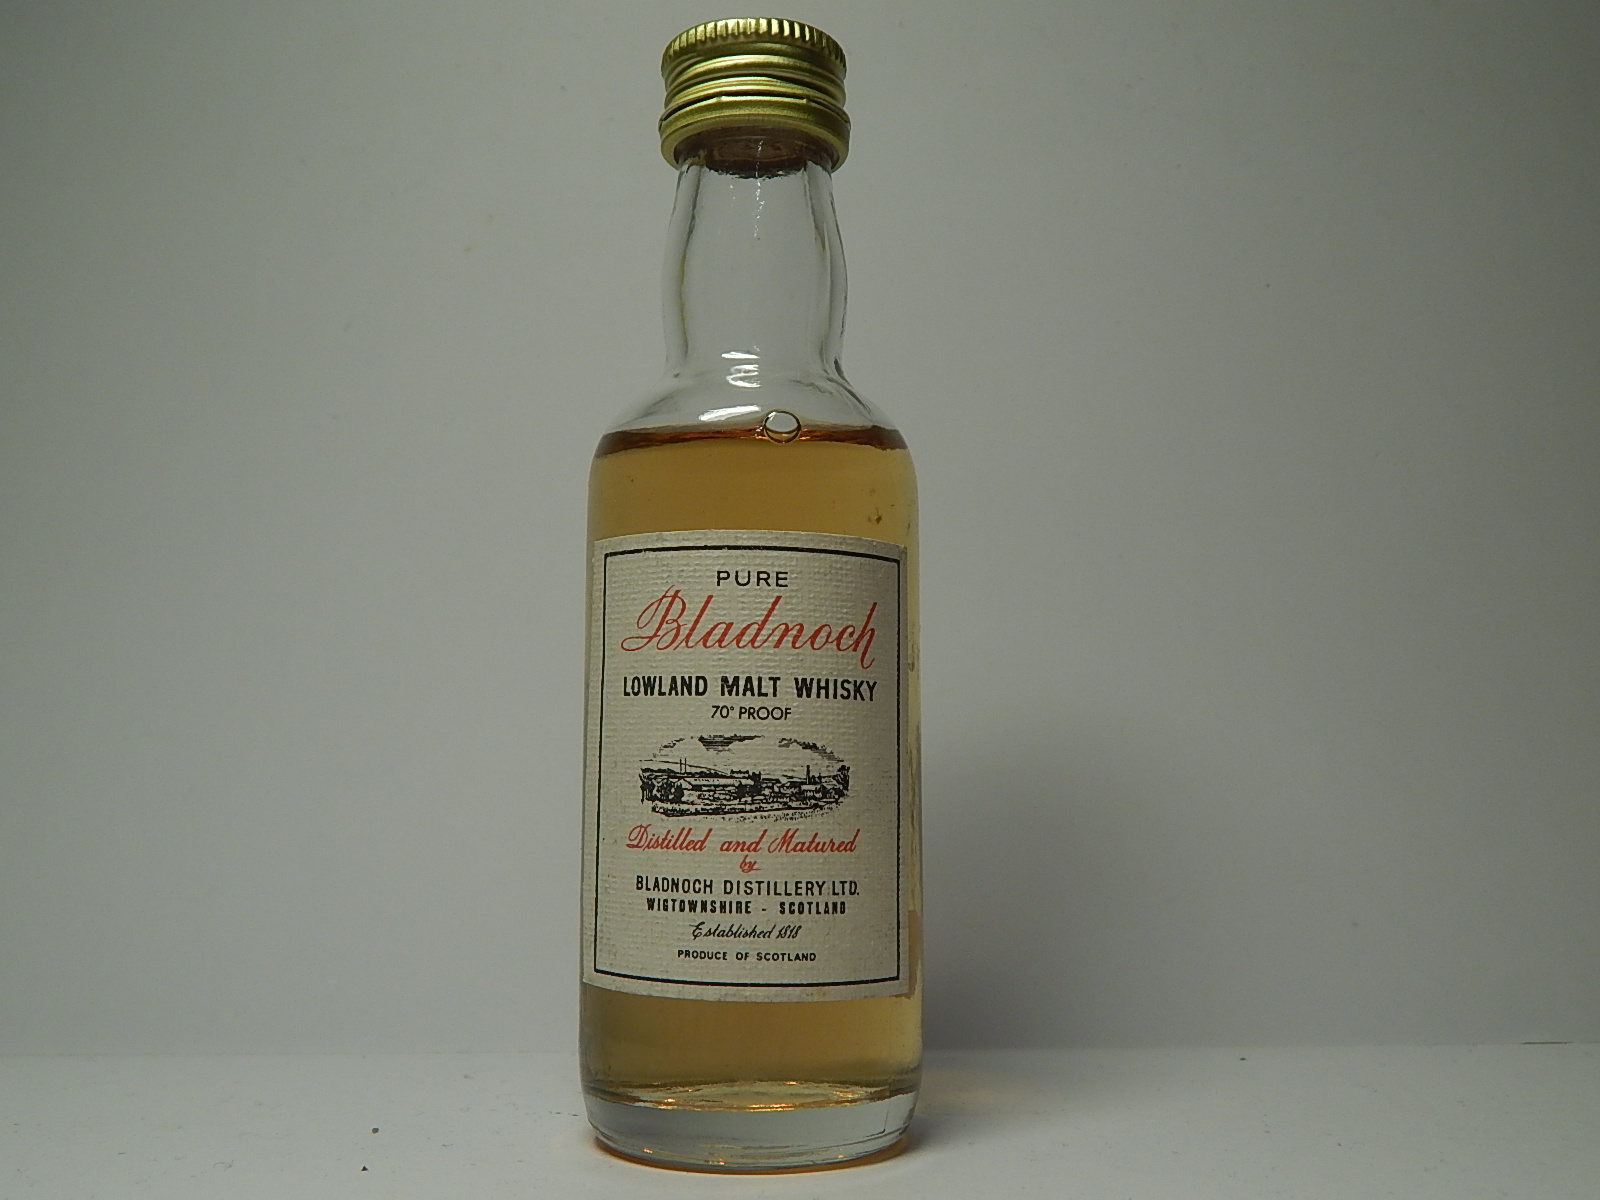 PURE
Bladnoch
LOWLAND MALT WHISKY
70° PROOF
Distilled and Matured
by
BLADNOCH DISTILLERY LTD.
WIGTOWNSHIRE - SCOTLAND
Established 1818
PRODUCE OF SCOTLAND